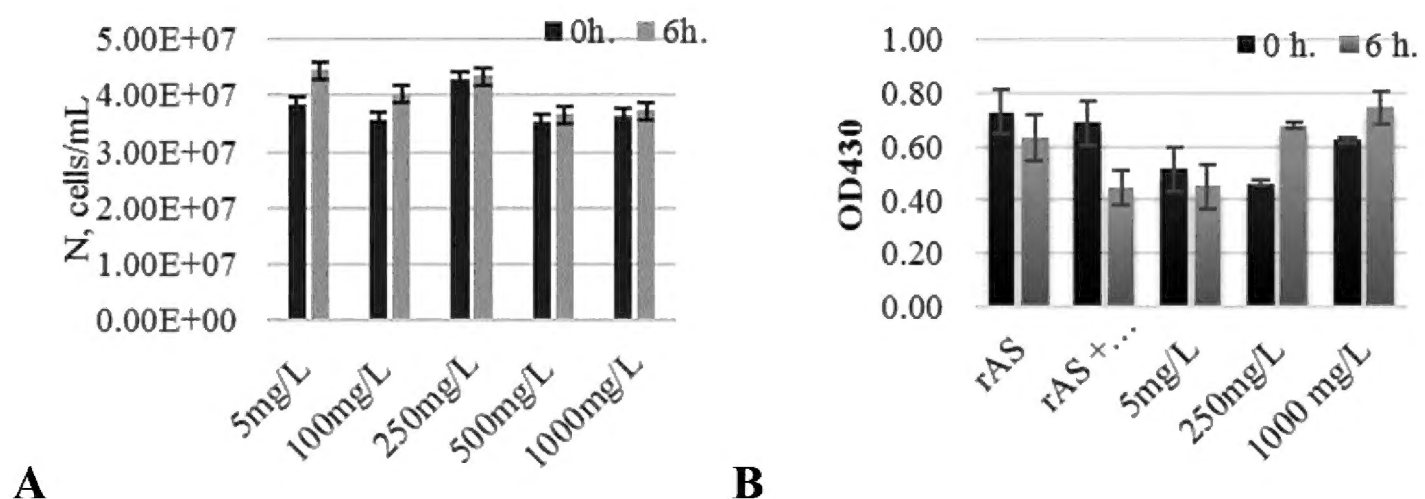 5.00E+07
4.00E+07
3.00E+07
2.00E+07
1.00E+07
0.00E+00
N, cells/mL
0h. 6h.
5mg/L
100mg/L
250mg/L
500mg/L
1000mg/L
A
1.00
0.80
0.60
0.40
0.20
0.00
OD430
0 h. 6 h.
rAS
rAS +…
5mg/L
250mg/L
1000 mg/L
B